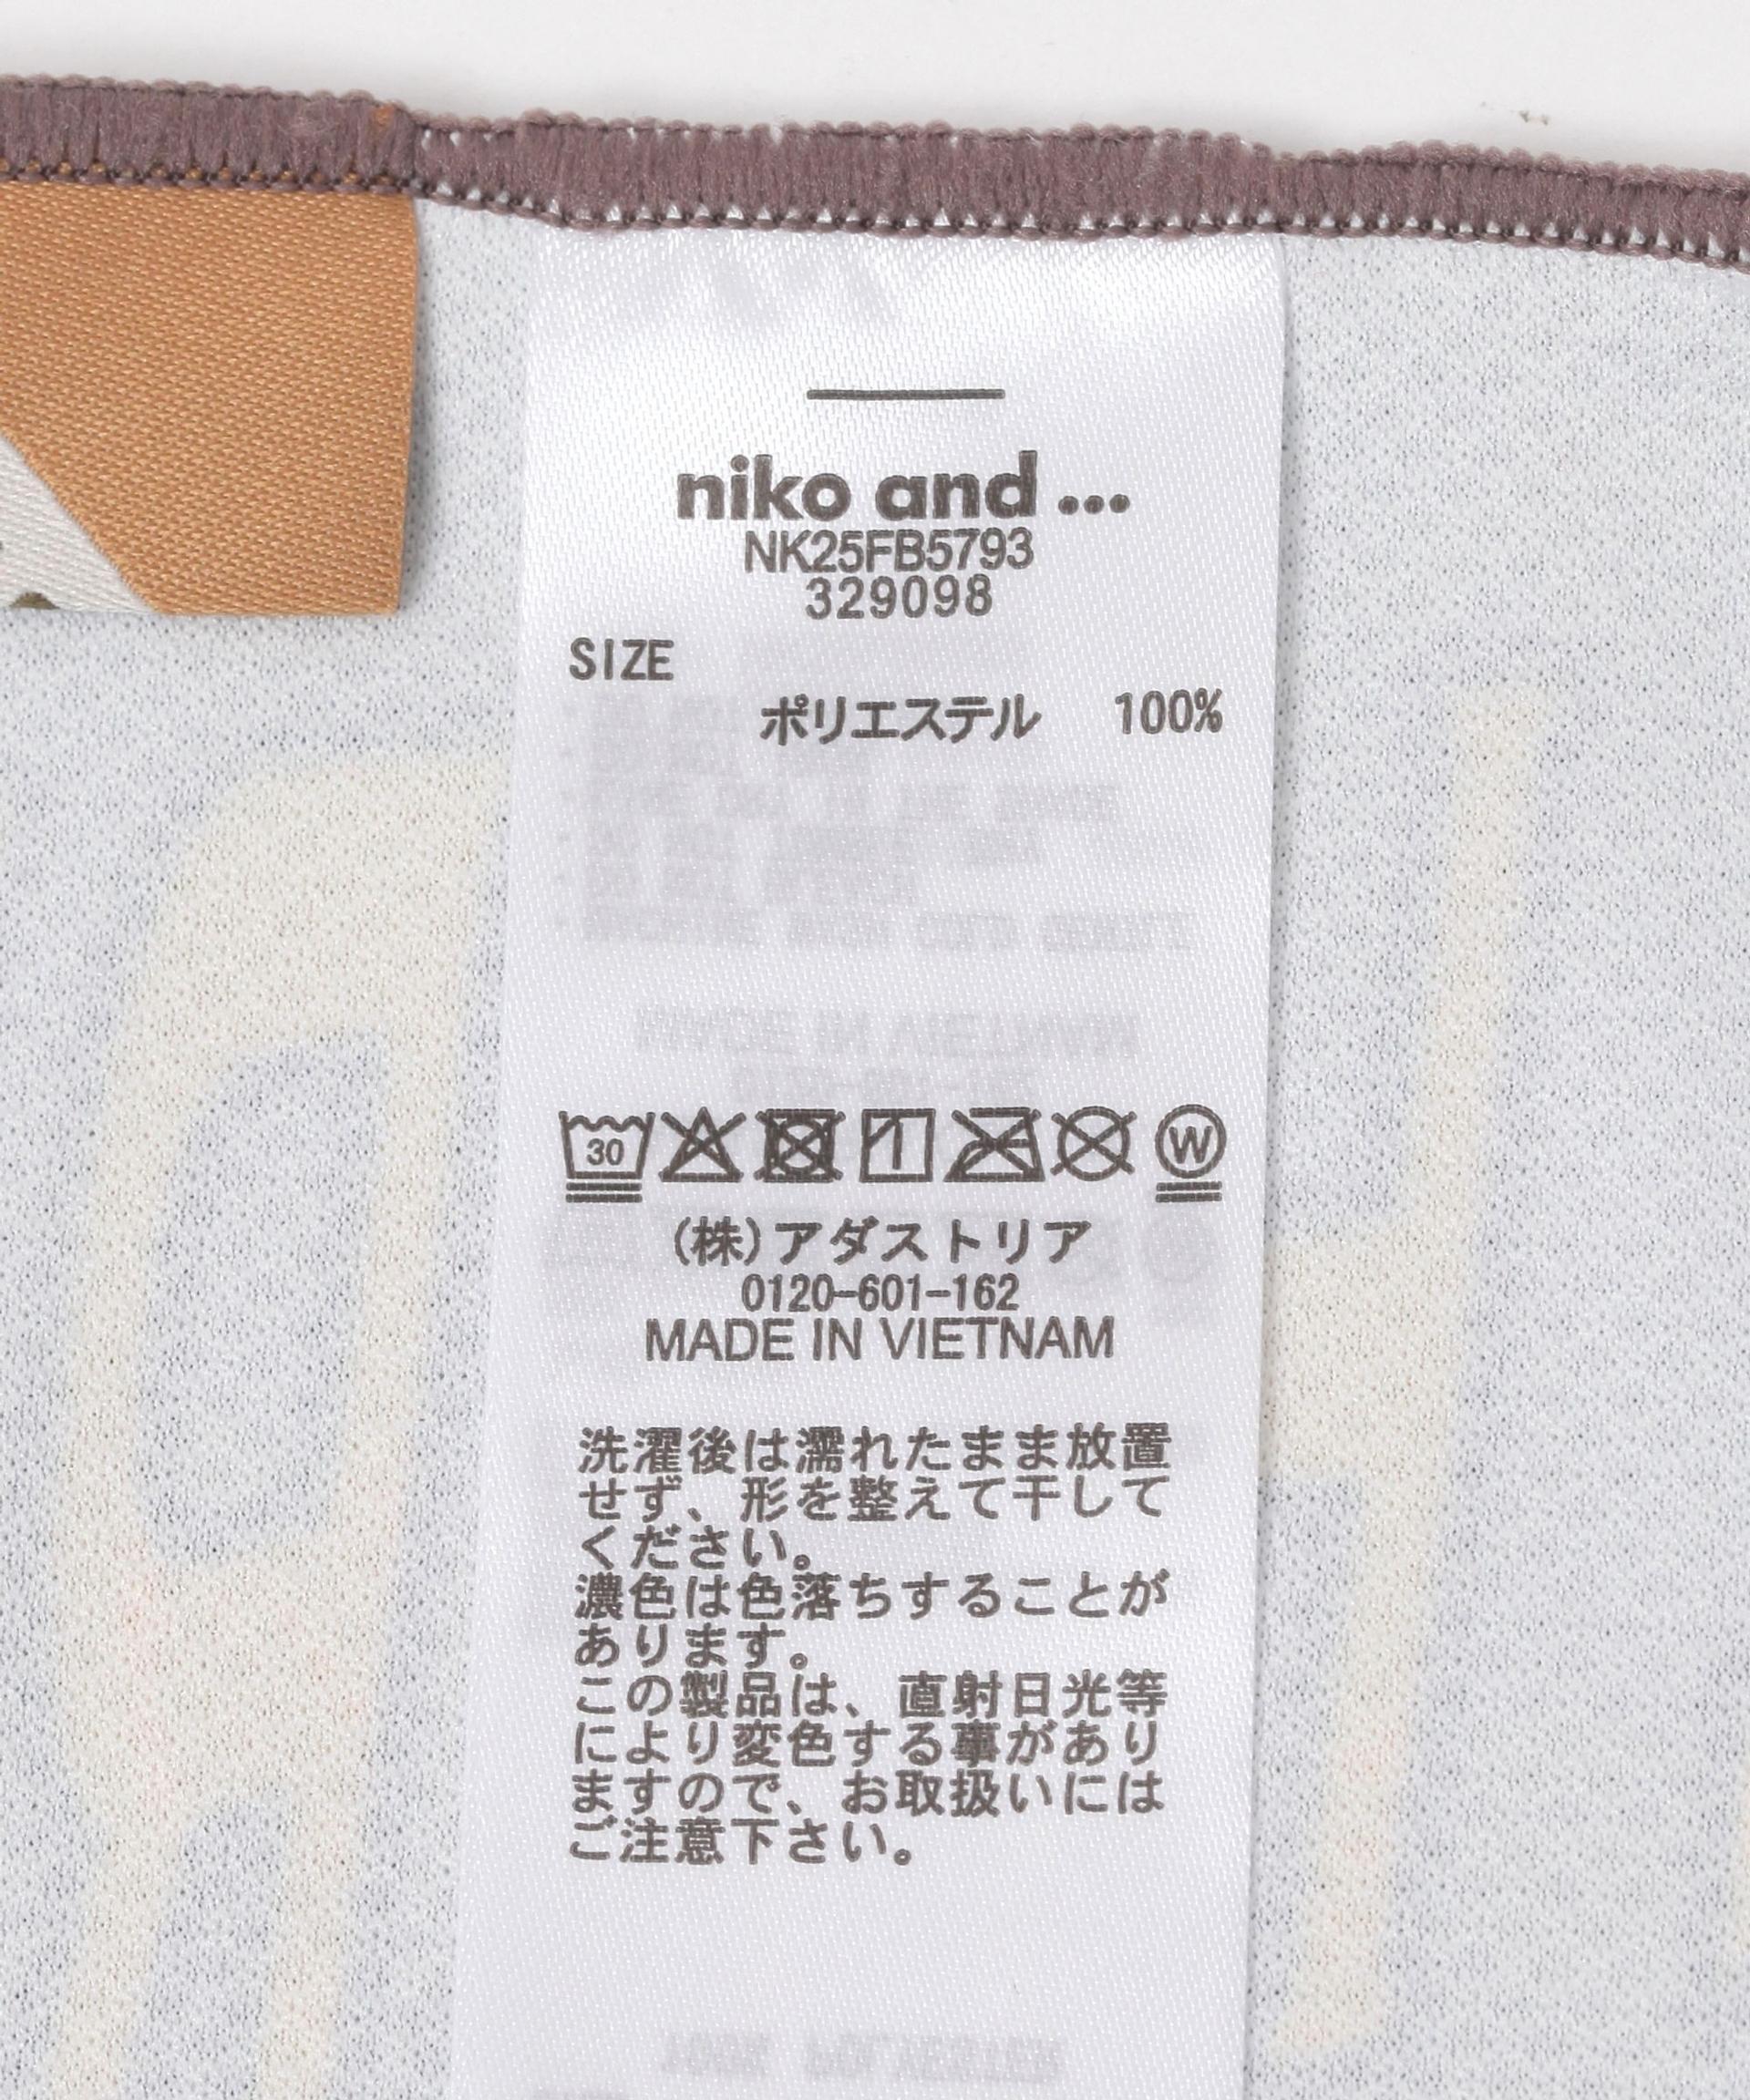 niko and ...
NK25FB5793
329098
SIZE
ポリエステル 100%
30
W
(株)アダストリア
0120-601-162
MADE IN VIETNAM
洗濯後は濡れたまま放置
せず、形を整えて干して
ください。
濃色は色落ちすることが
あります。
この製品は、直射日光等
により変色する事があり
ますので、お取扱いには
ご注意下さい。